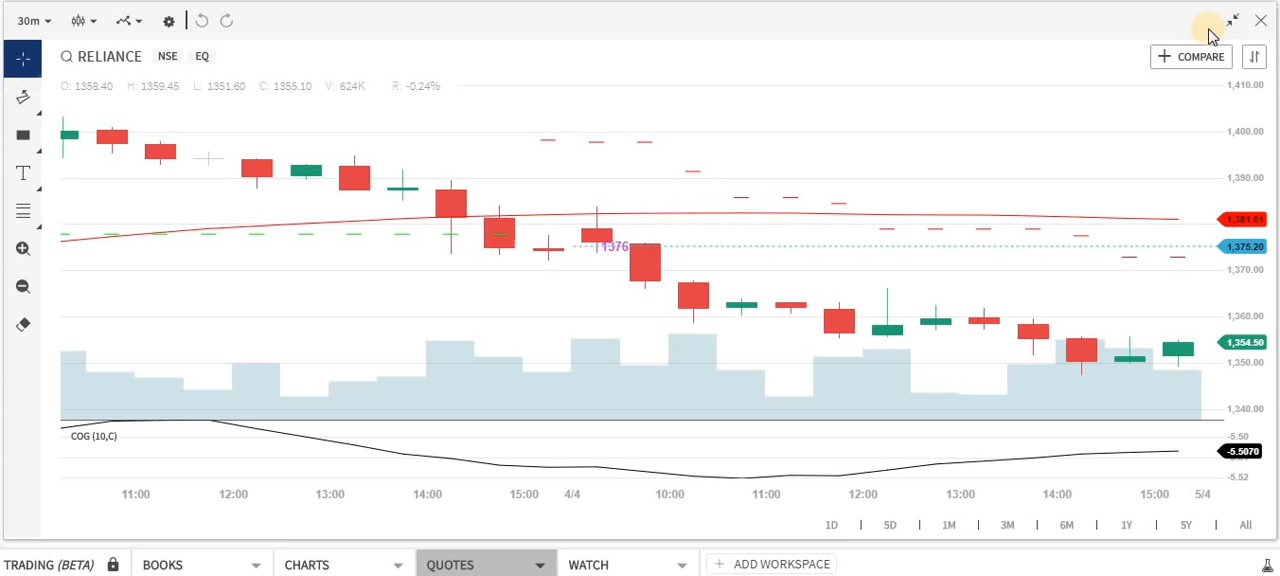 30m
RELIANCE NSE EQ
COMPARE
O: 1358.40 H: 1359.45 L: 1351.60 C: 1355.10 V: 624K R: -0.24%
1,410.00
1,400.00
1,390.00
1,381.01
1376
1,375.20
1,370.00
1,360.00
1,354.50
1,350.00
1,340.00
COG (10,C)
-5.50
-5.5070
-5.52
11:00 12:00 13:00 14:00 15:00 4/4 10:00 11:00 12:00 13:00 14:00 15:00 5/4
1D 5D 1M 3M 6M 1Y 5Y All
TRADING (BETA) BOOKS CHARTS QUOTES WATCH + ADD WORKSPACE